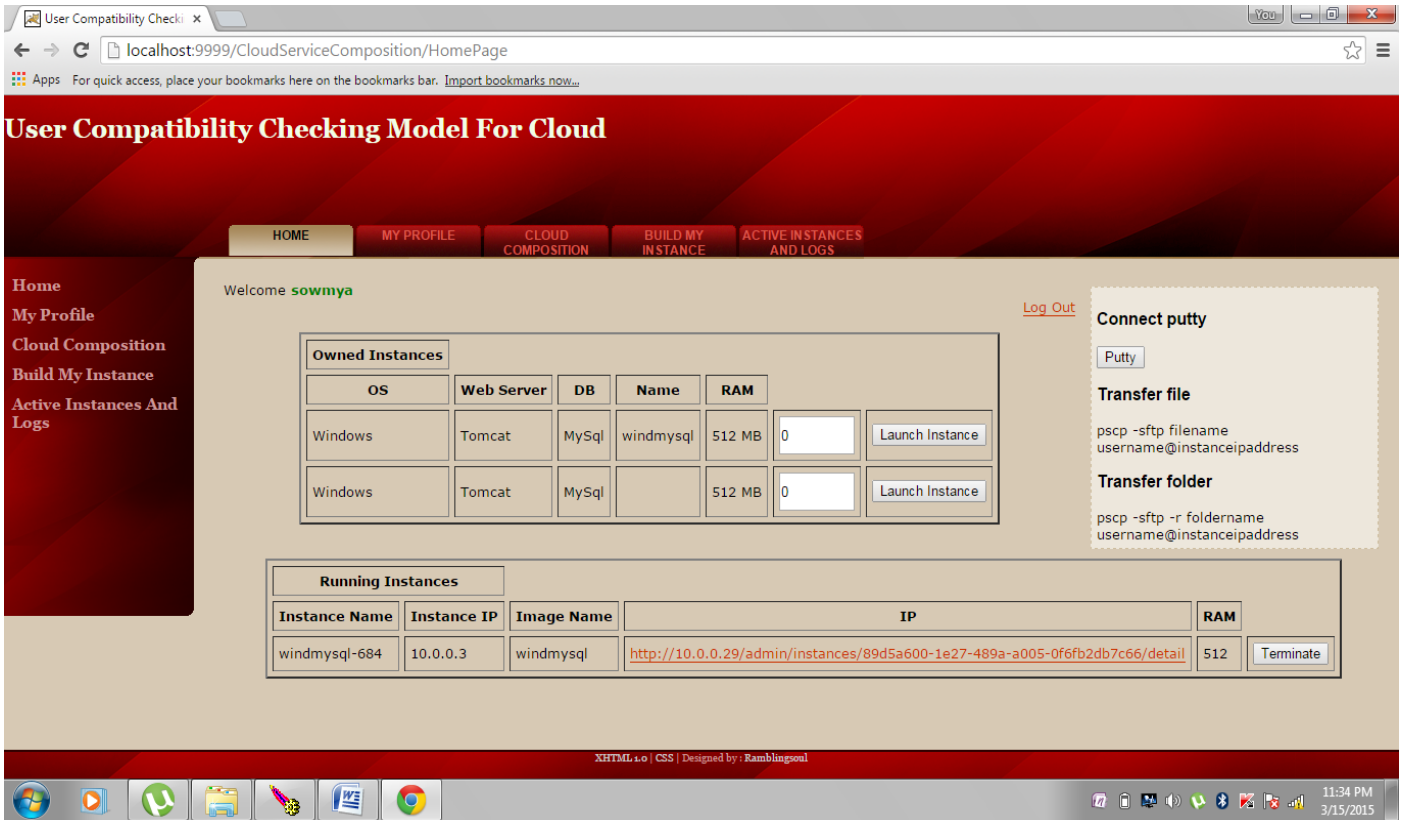 User Compatibility Checki ×
You
localhost:9999/CloudServiceComposition/HomePage
Apps For quick access, place your bookmarks here on the bookmarks bar. Import bookmarks now...
User Compatibility Checking Model For Cloud
HOME
MY PROFILE
CLOUD
COMPOSITION
BUILD MY
INSTANCE
ACTIVE INSTANCES
AND LOGS
Home
My Profile
Cloud Composition
Build My Instance
Active Instances And
Logs
Welcome sowmya
Log Out
Owned Instances
OS Web Server DB Name RAM
Windows Tomcat MySql windmysql 512 MB 0 Launch Instance
Windows Tomcat MySql 512 MB 0 Launch Instance
Connect putty
Putty
Transfer file
pscp -sftp filename
username@instanceipaddress
Transfer folder
pscp -sftp -r foldername
username@instanceipaddress
Running Instances
Instance Name Instance IP Image Name IP RAM
windmysql-684 10.0.0.3 windmysql http://10.0.0.29/admin/instances/89d5a600-1e27-489a-a005-0f6fb2db7c66/detail 512 Terminate
XHTML 1.0 | CSS | Designed by : Ramblingsoul
11:34 PM
3/15/2015